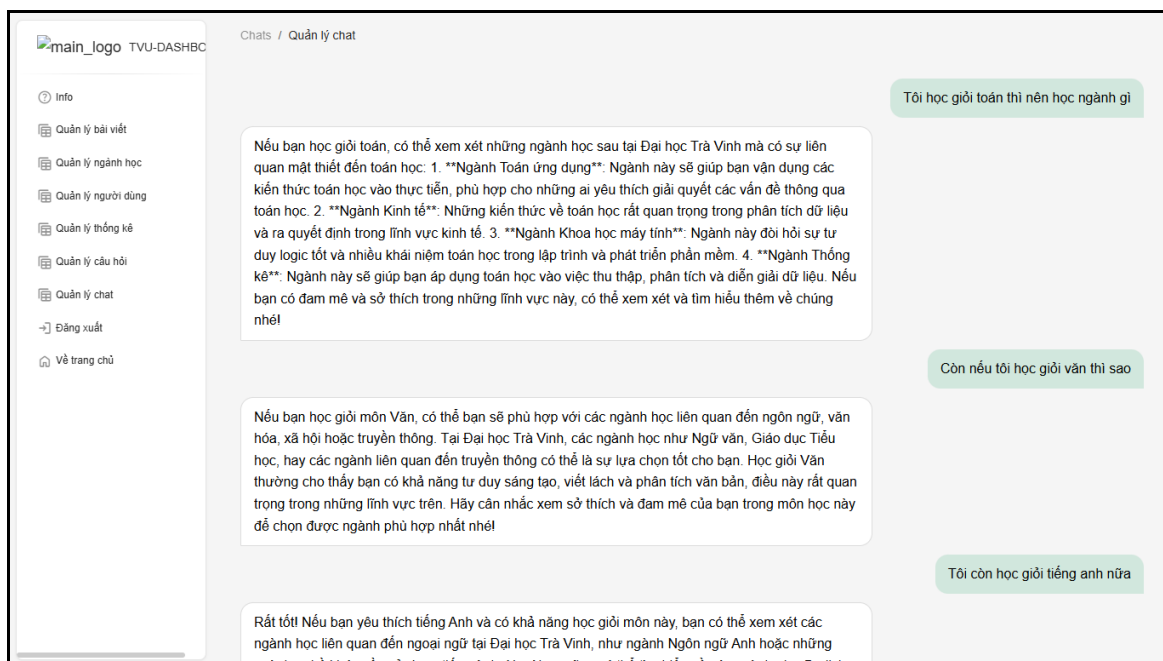 main_logo TVU-DASHBC
Info
Quản lý bài viết
Quản lý ngành học
Quản lý người dùng
Quản lý thống kê
Quản lý câu hỏi
Quản lý chat
Đăng xuất
Về trang chủ
Chats / Quản lý chat
Tôi học giỏi toán thì nên học ngành gì
Nếu bạn học giỏi toán, có thể xem xét những ngành học sau tại Đại học Trà Vinh mà có sự liên
quan mật thiết đến toán học: 1. **Ngành Toán ứng dụng**: Ngành này sẽ giúp bạn vận dụng các
kiến thức toán học vào thực tiễn, phù hợp cho những ai yêu thích giải quyết các vấn đề thông qua
toán học. 2. **Ngành Kinh tế**: Những kiến thức về toán học rất quan trọng trong phân tích dữ liệu
và ra quyết định trong lĩnh vực kinh tế. 3. **Ngành Khoa học máy tính**: Ngành này đòi hỏi sự tư
duy logic tốt và nhiều khái niệm toán học trong lập trình và phát triển phần mềm. 4. **Ngành Thống
kê**: Ngành này sẽ giúp bạn áp dụng toán học vào việc thu thập, phân tích và diễn giải dữ liệu. Nếu
bạn có đam mê và sở thích trong những lĩnh vực này, có thể xem xét và tìm hiểu thêm về chúng
nhé!
Còn nếu tôi học giỏi văn thì sao
Nếu bạn học giỏi môn Văn, có thể bạn sẽ phù hợp với các ngành học liên quan đến ngôn ngữ, văn
hóa, xã hội hoặc truyền thông. Tại Đại học Trà Vinh, các ngành học như Ngữ văn, Giáo dục Tiểu
học, hay các ngành liên quan đến truyền thông có thể là sự lựa chọn tốt cho bạn. Học giỏi Văn
thường cho thấy bạn có khả năng tư duy sáng tạo, viết lách và phân tích văn bản, điều này rất quan
trọng trong những lĩnh vực trên. Hãy cân nhắc xem sở thích và đam mê của bạn trong môn học này
để chọn được ngành phù hợp nhất nhé!
Tôi còn học giỏi tiếng anh nữa
Rất tốt! Nếu bạn yêu thích tiếng Anh và có khả năng học giỏi môn này, bạn có thể xem xét các
ngành học liên quan đến ngoại ngữ tại Đại học Trà Vinh, như ngành Ngôn ngữ Anh hoặc những